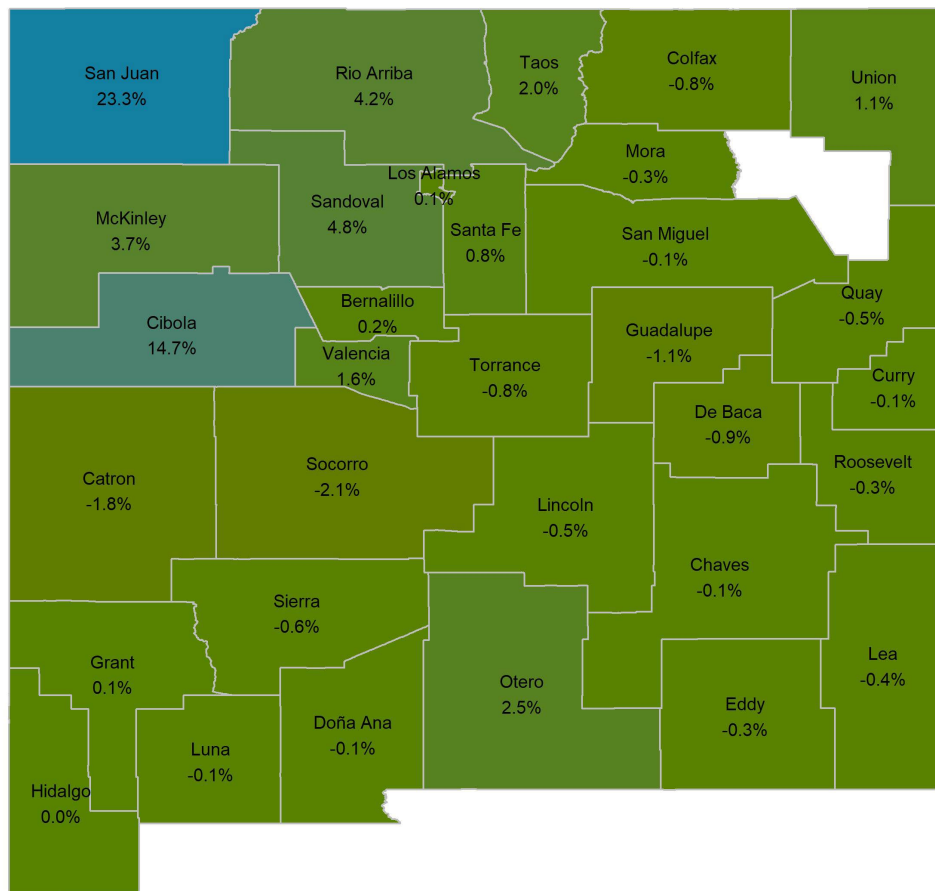 San Juan
23.3%
Rio Arriba
4.2%
Taos
2.0%
Colfax
-0.8%
Union
1.1%
Mora
-0.3%
Los Alamos
0.1%
McKinley
3.7%
Sandoval
4.8%
Santa Fe
0.8%
San Miguel
-0.1%
Quay
-0.5%
Cibola
14.7%
Bernalillo
0.2%
Valencia
1.6%
Torrance
-0.8%
Guadalupe
-1.1%
Curry
-0.1%
De Baca
-0.9%
Roosevelt
-0.3%
Catron
-1.8%
Socorro
-2.1%
Lincoln
-0.5%
Chaves
-0.1%
Sierra
-0.6%
Grant
0.1%
Otero
2.5%
Lea
-0.4%
Eddy
-0.3%
Doña Ana
-0.1%
Luna
-0.1%
Hidalgo
0.0%